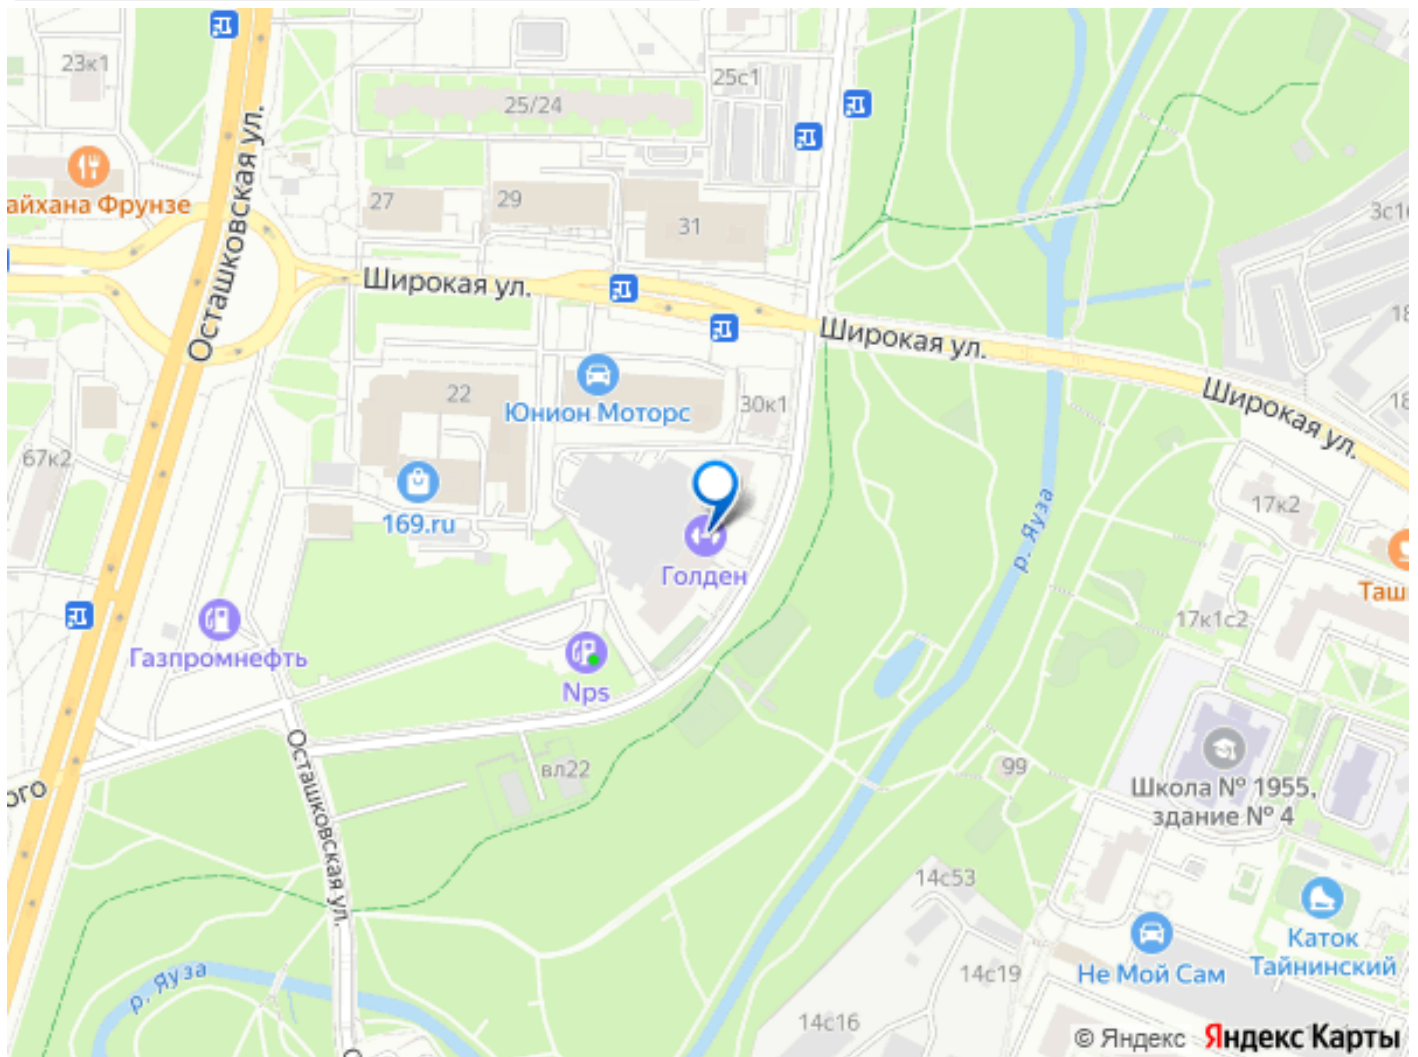 23к1
25с1
25/24
Осташковская ул.
айхана Фрунзе
27
29
31
3с16
Широкая ул.
Широкая ул.
Широкая ул.
18
18
22
Юнион Моторс
30к1
67к2
169.ru
17к2
р. Яуза
Голден
Таш
17к1с2
Газпромнефть
Nps
Осташковская ул.
вл22
99
ого
Школа № 1955,
здание № 4
14с53
Каток
Тайнинский
р. Яуза
Не Мой Сам
14с19
14с16
© Яндекс Яндекс Карты